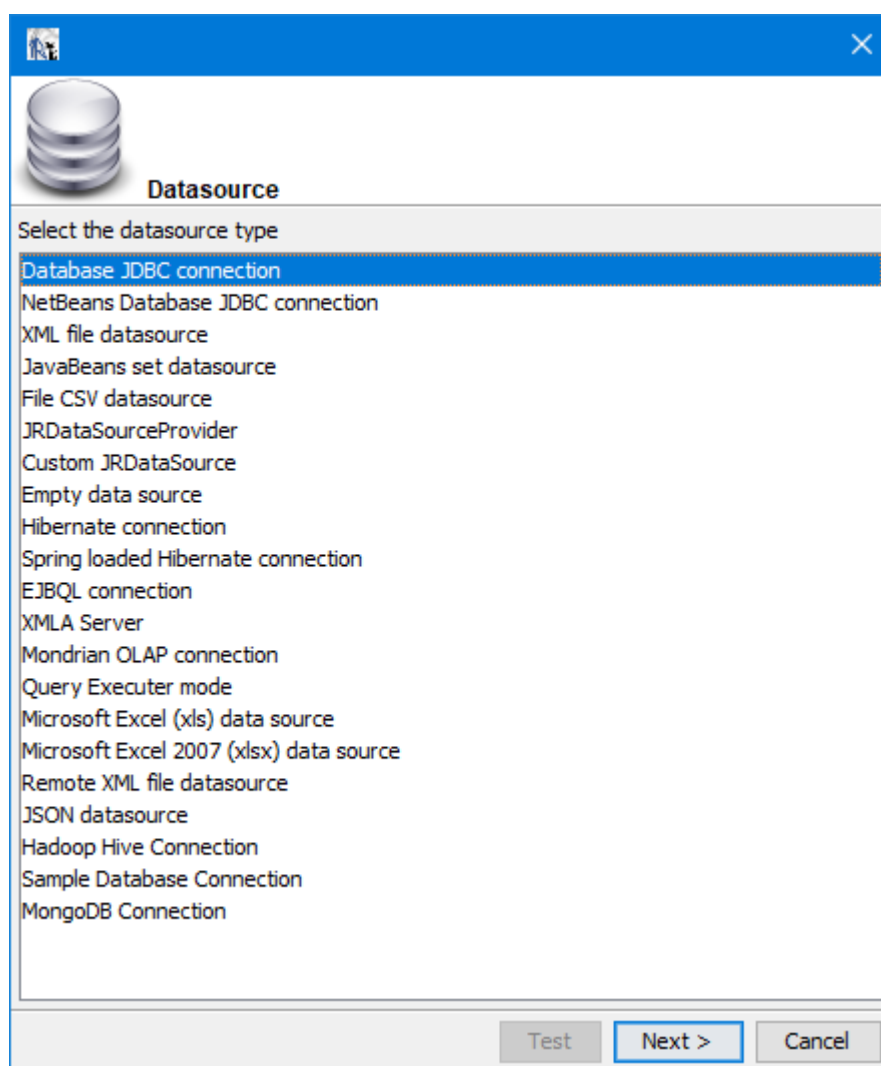 Datasource
Select the datasource type
Database JDBC connection
NetBeans Database JDBC connection
XML file datasource
JavaBeans set datasource
File CSV datasource
JRDataSourceProvider
Custom JRDataSource
Empty data source
Hibernate connection
Spring loaded Hibernate connection
EJBQL connection
XMLA Server
Mondrian OLAP connection
Query Executer mode
Microsoft Excel (xls) data source
Microsoft Excel 2007 (xlsx) data source
Remote XML file datasource
JSON datasource
Hadoop Hive Connection
Sample Database Connection
MongoDB Connection
Test Next > Cancel